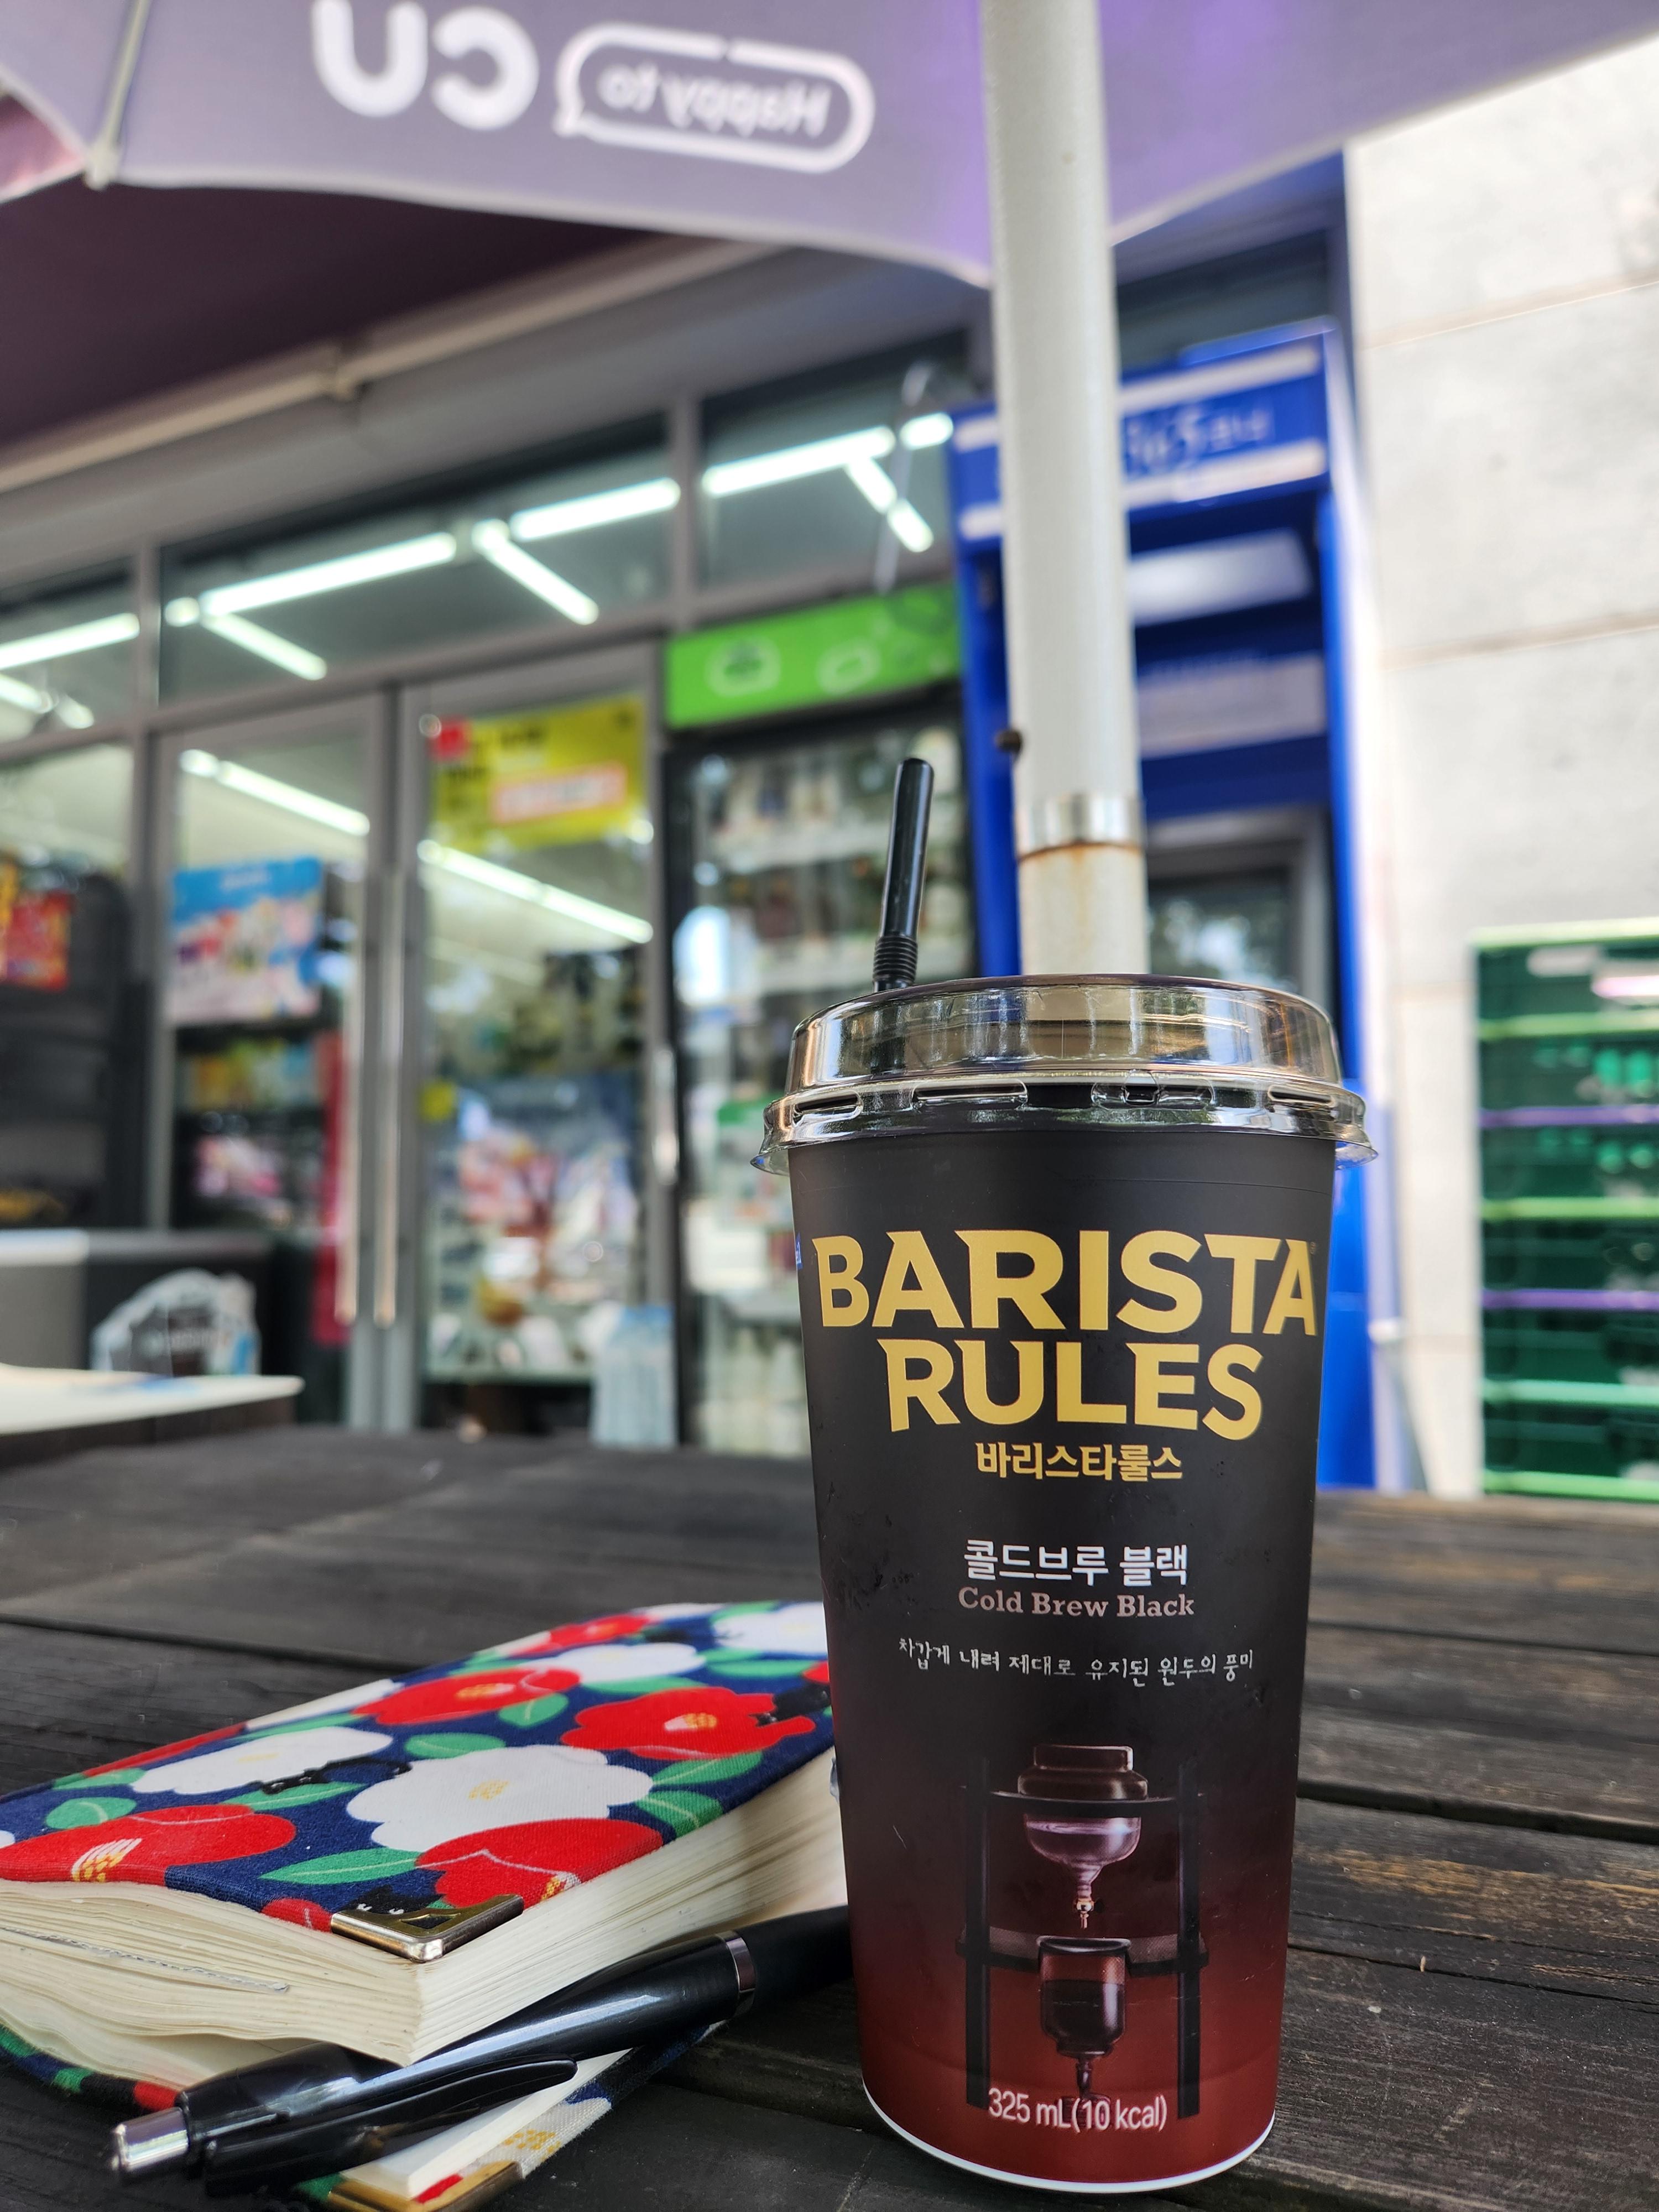 CU Happy to
BARISTA
RULES
바리스타룰스
콜드브루 블랙
Cold Brew Black
차갑게 내려 제대로 유지된 원두의 풍미
325 mL(10 kcal)